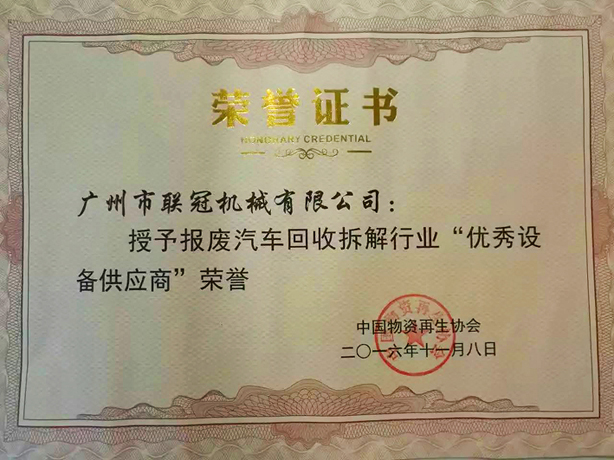 荣誉证书
HONORARY CREDENTIAL
广州市联冠机械有限公司：
授予报废汽车回收拆解行业“优秀设
备供应商”荣誉
中国物资再生协会
二〇一六年十一月八日